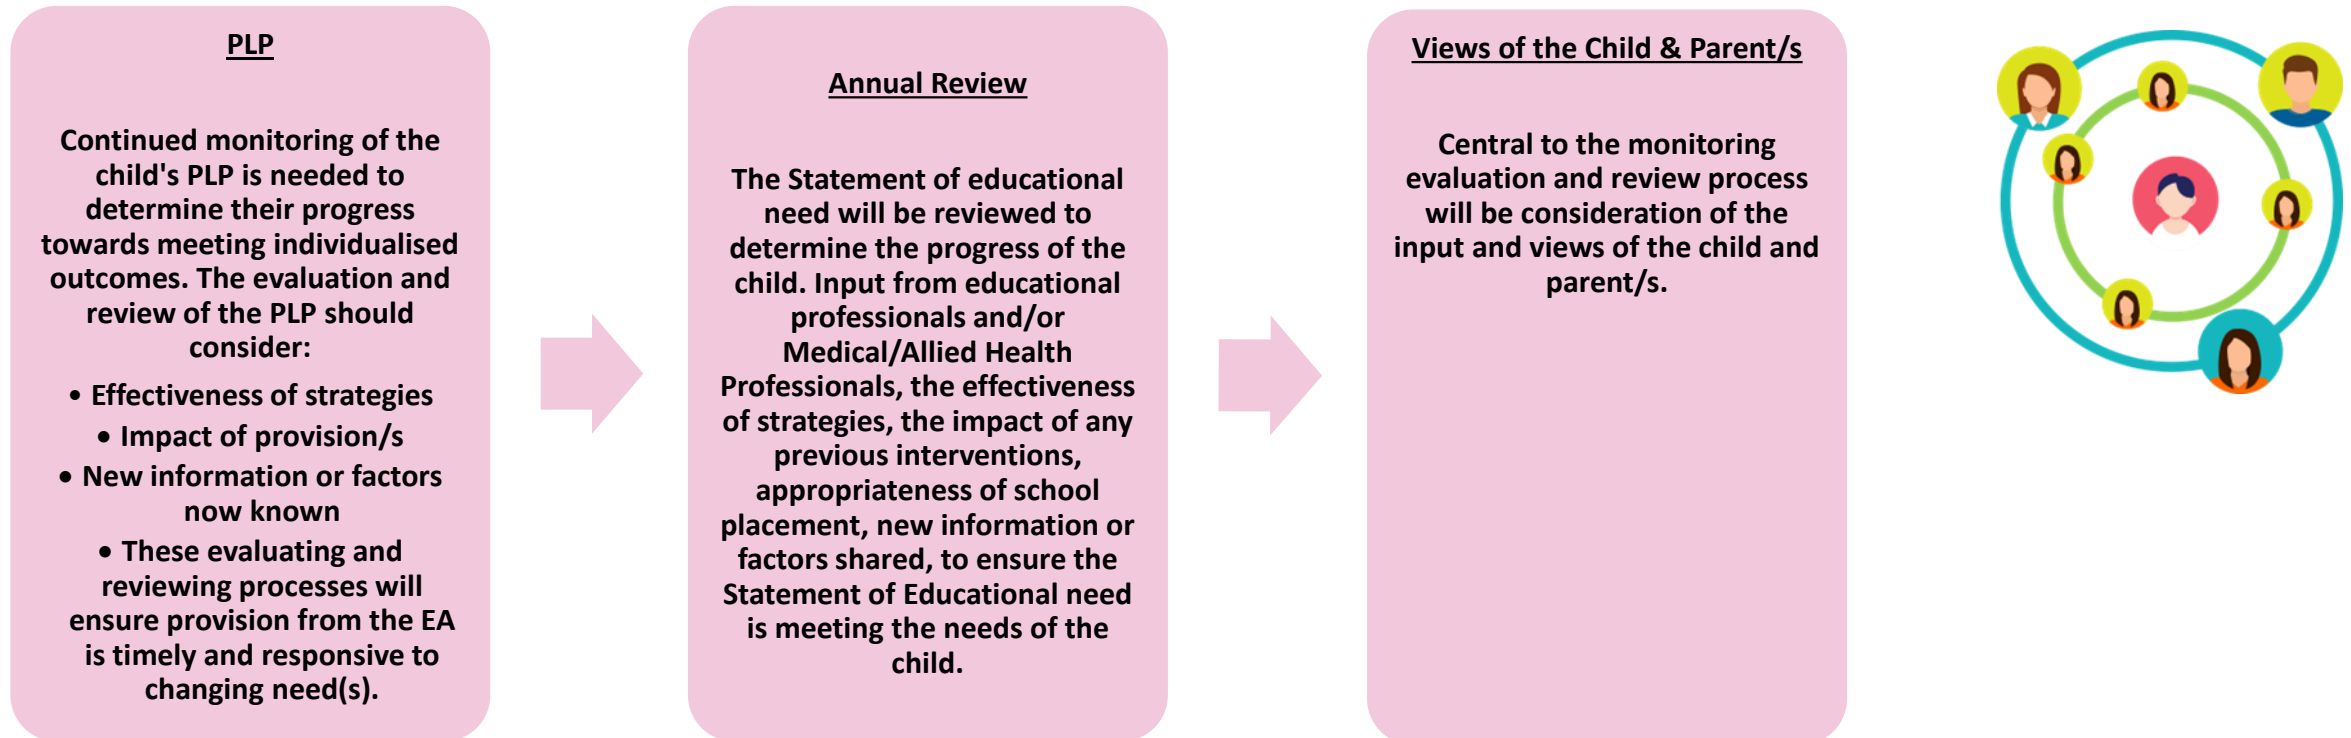 PLP
Continued monitoring of the
child's PLP is needed to
determine their progress
towards meeting individualised
outcomes. The evaluation and
review of the PLP should
consider:
• Effectiveness of strategies
• Impact of provision/s
• New information or factors
now known
• These evaluating and
reviewing processes will
ensure provision from the EA
is timely and responsive to
changing need(s).
Annual Review
The Statement of educational
need will be reviewed to
determine the progress of the
child. Input from educational
professionals and/or
Medical/Allied Health
Professionals, the effectiveness
of strategies, the impact of any
previous interventions,
appropriateness of school
placement, new information or
factors shared, to ensure the
Statement of Educational need
is meeting the needs of the
child.
Views of the Child & Parent/s
Central to the monitoring
evaluation and review process
will be consideration of the
input and views of the child and
parent/s.